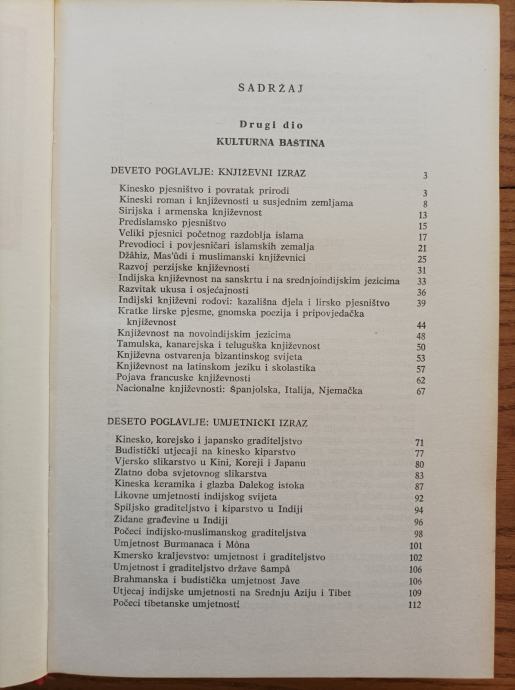 SADRŽAJ
Drugi dio
KULTURNA BAŠTINA
DEVETO POGLAVLJE: KNJIŽEVNI IZRAZ 3
Kinesko pjesništvo i povratak prirodi 3
Kineski roman i književnosti u susjednim zemljama 8
Sirijska i armenska književnost 13
Predislamsko pjesništvo 15
Veliki pjesnici početnog razdoblja islama 17
Prevodioci i povjesničari islamskih zemalja 21
Džâhiz, Mas'ûdi i muslimanski književnici 25
Razvoj perzijske književnosti 31
Indijska književnost na sanskrtu i na srednjoindijskim jezicima 33
Razvitak ukusa i osjećajnosti 36
Indijski književni rodovi: kazališna djela i lirsko pjesništvo 39
Kratke lirske pjesme, gnomska poezija i pripovjedačka
književnost 44
Književnost na novoindijskim jezicima 48
Tamulska, kanarejska i teluguška književnost 50
Književna ostvarenja bizantinskog svijeta 53
Književnost na latinskom jeziku i skolastika 57
Pojava francuske književnosti 62
Nacionalne književnosti: Španjolska, Italija, Njemačka 67
DESETO POGLAVLJE: UMJETNIČKI IZRAZ
Kinesko, korejsko i japansko graditeljstvo 71
Budistički utjecaji na kinesko kiparstvo 77
Vjersko slikarstvo u Kini, Koreji i Japanu 80
Zlatno doba svjetovnog slikarstva 83
Kineska keramika i glazba Dalekog istoka 87
Likovne umjetnosti indijskog svijeta 92
Spiljsko graditeljstvo i kiparstvo u Indiji 94
Zidane građevine u Indiji 96
Počeci indijsko-muslimanskog graditeljstva 98
Umjetnost Burmanaca i Môna 101
Kmersko kraljevstvo: umjetnost i graditeljstvo 102
Umjetnost i graditeljstvo države Šampâ 106
Brahmanska i budistička umjetnost Jave 106
Utjecaj indijske umjetnosti na Srednju Aziju i Tibet 109
Počeci tibetanske umjetnosti 112